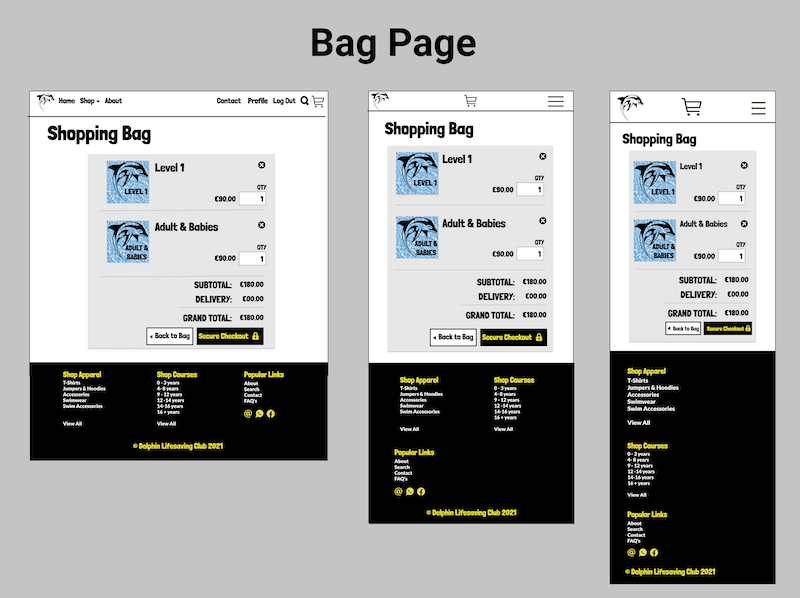 Bag Page
Home Shop About Contact Profile Log Out
Shopping Bag
LEVEL 1
Level 1
QTY
€90.00 1
ADULT &
BABIES
Adult & Babies
QTY
€90.00 1
SUBTOTAL: €180.00
DELIVERY: €00.00
GRAND TOTAL: €180.00
Back to Bag Secure Checkout
Shop Apparel
T-Shirts
Jumpers & Hoodies
Accessories
Swimwear
Swim Accessories
View All
Shop Courses
0 - 3 years
4- 8 years
9 - 12 years
12 -14 years
14-16 years
16 + years
View All
Popular Links
About
Search
Contact
FAQ's
© Delphin Lifesaving Club 2021
Shopping Bag
LEVEL 1
Level 1
QTY
€90.00 1
ADULT &
BABIES
Adult & Babies
QTY
€90.00 1
SUBTOTAL: €180.00
DELIVERY: €00.00
GRAND TOTAL: €180.00
Back to Bag Secure Checkout
Shop Apparel
T-Shirts
Jumpers & Hoodies
Accessories
Swimwear
Swim Accessories
View All
Shop Courses
0 - 3 years
4- 8 years
9 - 12 years
12 -14 years
14-16 years
16 + years
View All
Popular Links
About
Search
Contact
FAQ's
© Delphin Lifesaving Club 2021
Shopping Bag
LEVEL 1
Level 1
QTY
€90.00 1
ADULT &
BABIES
Adult & Babies
QTY
€90.00 1
SUBTOTAL: €180.00
DELIVERY: €00.00
GRAND TOTAL: €180.00
Back to Bag Secure Checkout
Shop Apparel
T-Shirts
Jumpers & Hoodies
Accessories
Swimwear
Swim Accessories
View All
Shop Courses
0 - 3 years
4- 8 years
9 - 12 years
12 -14 years
14-16 years
16 + years
View All
Popular Links
About
Search
Contact
FAQ's
© Delphin Lifesaving Club 2021